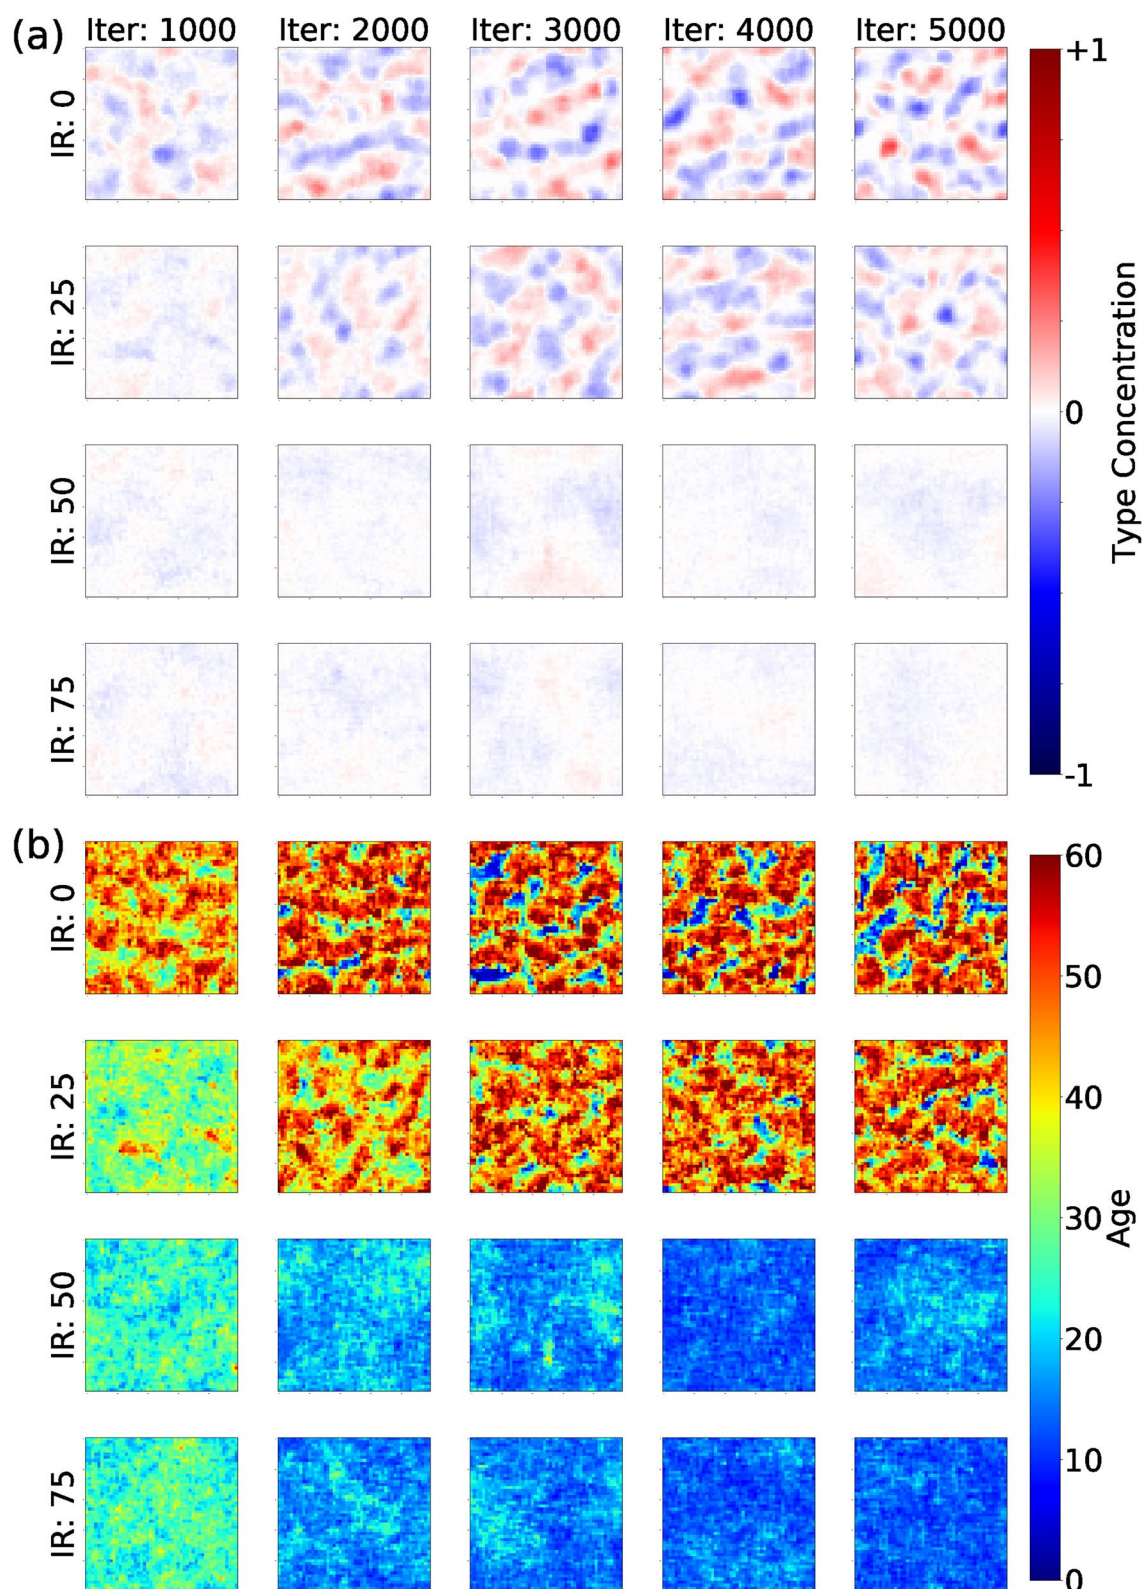 (a)
Iter: 1000 Iter: 2000 Iter: 3000 Iter: 4000 Iter: 5000
IR: 0
IR: 25
IR: 50
IR: 75
+1
0
-1
Type Concentration
(b)
IR: 0
IR: 25
IR: 50
IR: 75
60
50
40
30
20
10
0
Age